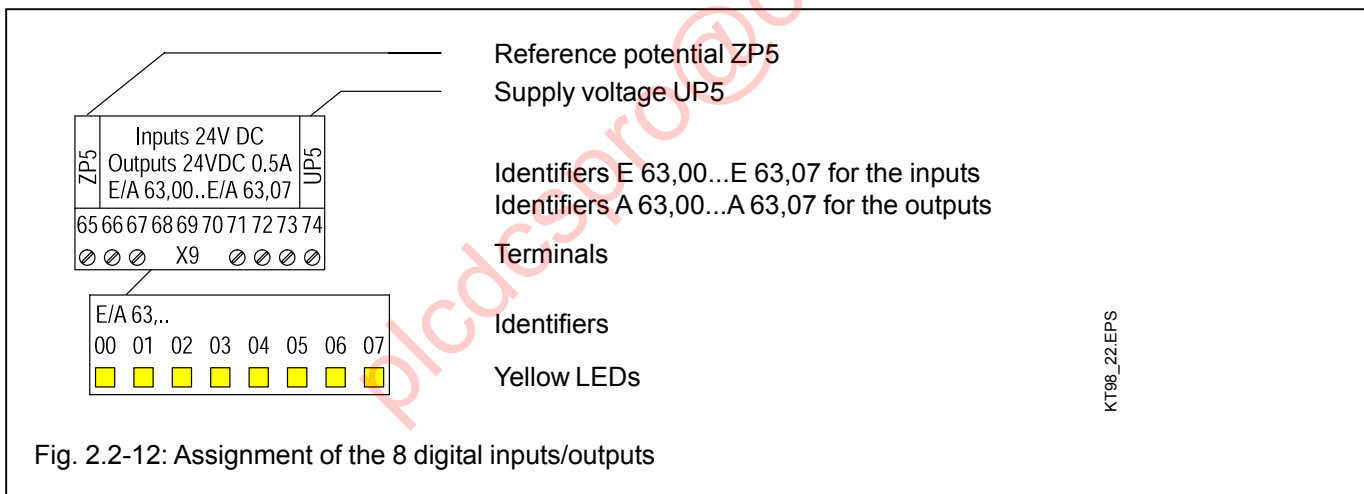 Reference potential ZP5
Supply voltage UP5
ZP5
Inputs 24V DC
Outputs 24VDC 0.5A
E/A 63,00..E/A 63,07
UP5
Identifiers E 63,00...E 63,07 for the inputs
Identifiers A 63,00...A 63,07 for the outputs
65 66 67 68 69 70 71 72 73 74
X9
Terminals
E/A 63,..
Identifiers
00 01 02 03 04 05 06 07
Yellow LEDs
KT98_22.EPS
plcdcspro@
Fig. 2.2-12: Assignment of the 8 digital inputs/outputs